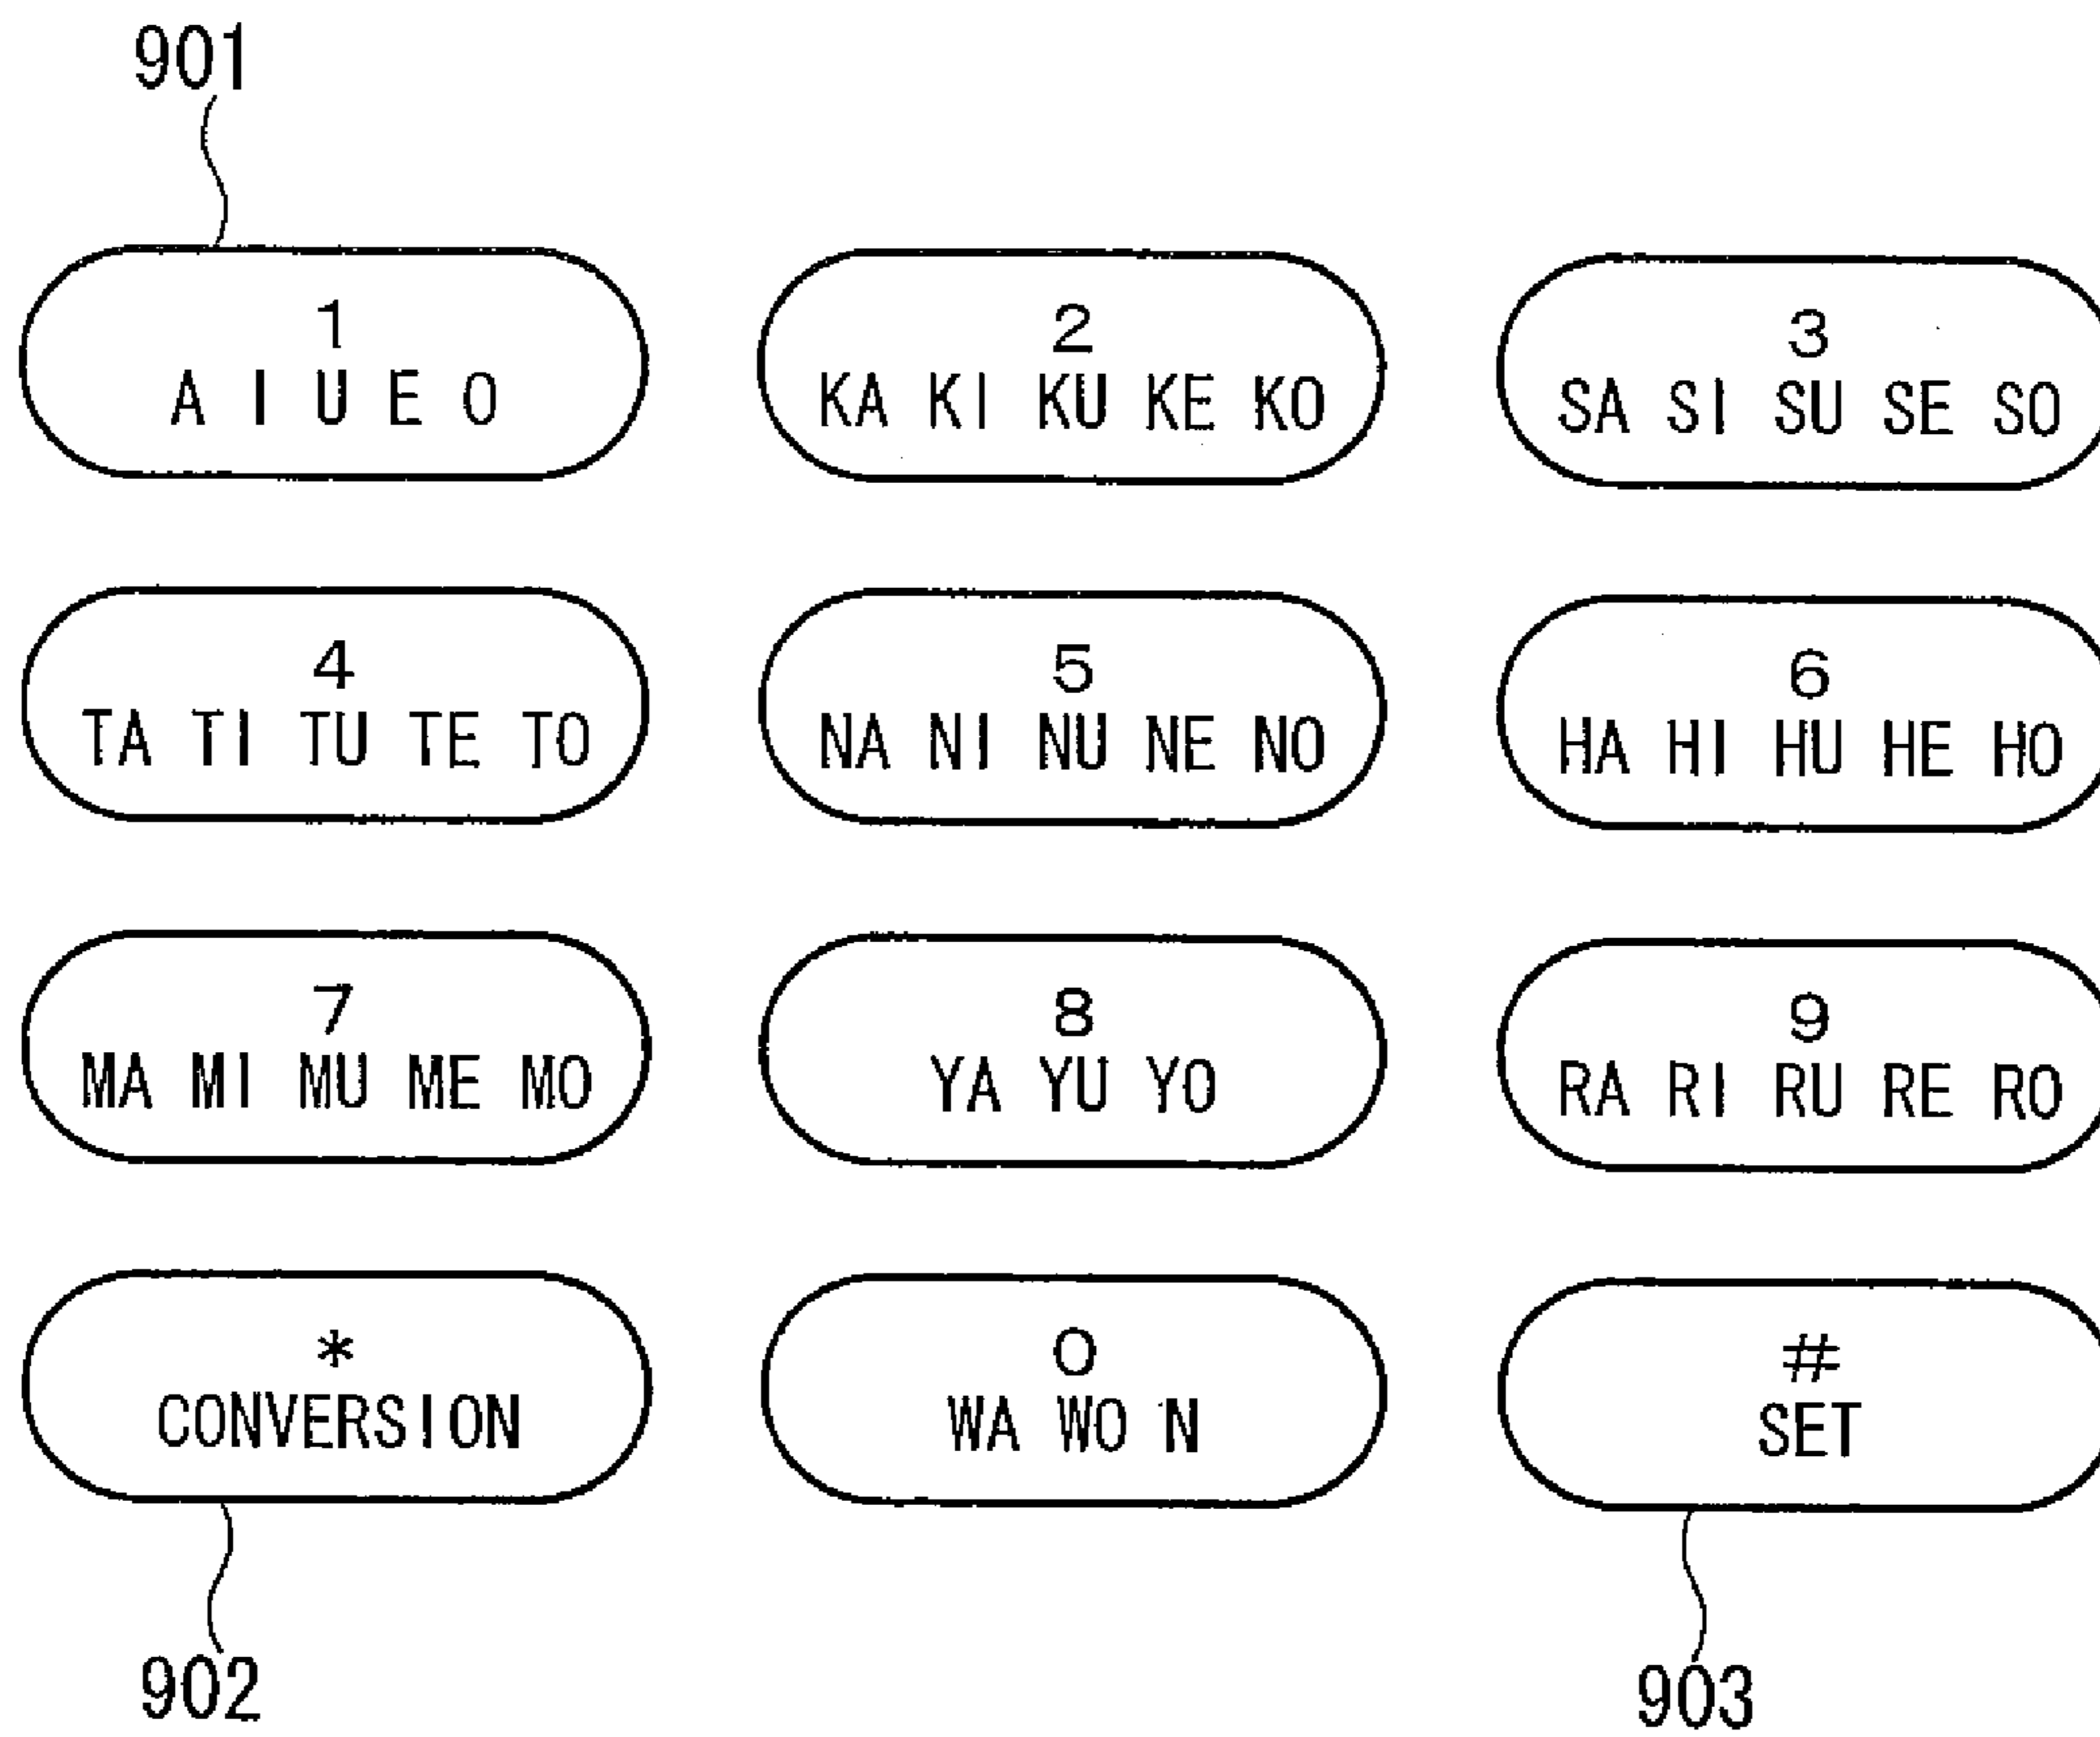 901
1
A I U E O
2
KA KI KU KE KO
3
SA SI SU SE SO
4
TA TI TU TE TO
5
NA NI NU NE NO
6
HA HI HU HE HO
7
MA MI MU ME MO
8
YA YU YO
9
RA RI RU RE RO
*
CONVERSION
0
WA WO N
#
SET
902
903